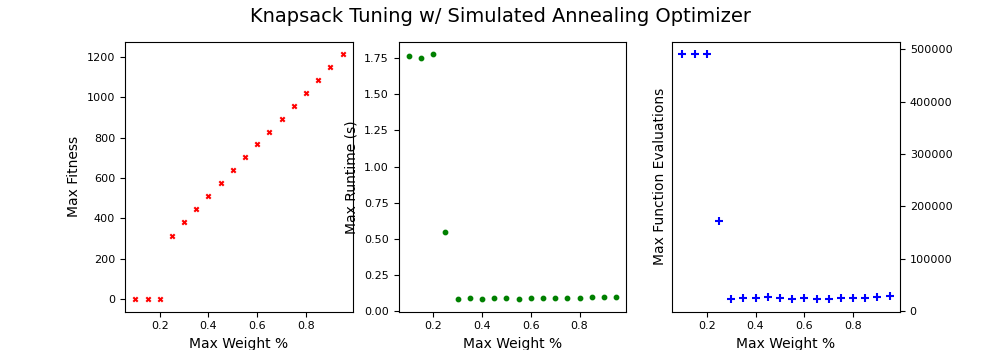 Knapsack Tuning w/ Simulated Annealing Optimizer
Max Fitness
1200
1000
800
600
400
200
0
0.2 0.4 0.6 0.8
Max Weight %
Max Runtime (s)
1.75
1.50
1.25
1.00
0.75
0.50
0.25
0.00
0.2 0.4 0.6 0.8
Max Weight %
Max Function Evaluations
500000
400000
300000
200000
100000
0
0.2 0.4 0.6 0.8
Max Weight %